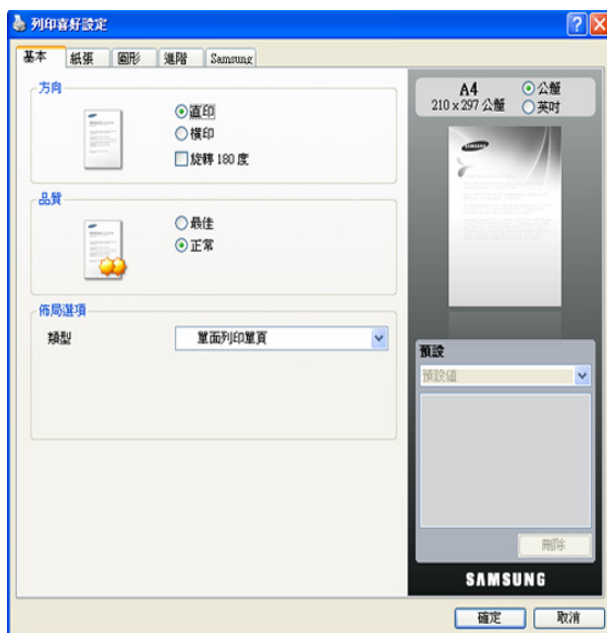 列印喜好設定
基本 紙張 圖形 進階 Samsung
方向
直印
橫印
旋轉 180 度
品質
最佳
正常
佈局選項
類型 單面列印單頁
A4
210 x 297 公釐
公釐
英吋
SAMSUNG
預設
預設值
刪除
SAMSUNG
確定 取消